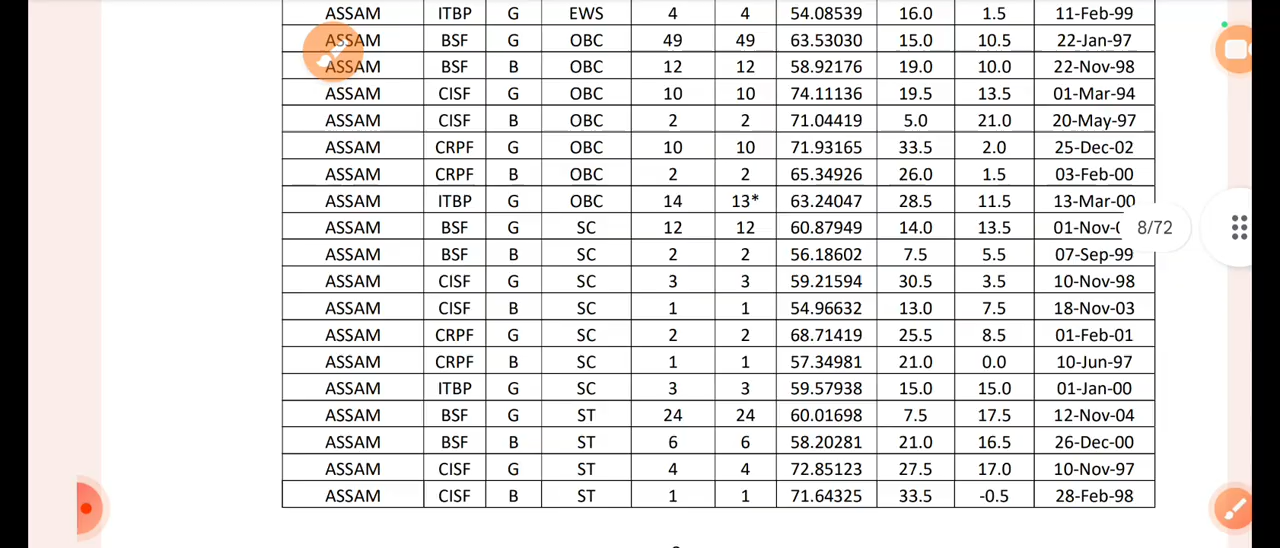 ASSAM ITBP G EWS 4 4 54.08539 16.0 1.5 11-Feb-99
ASSAM BSF G OBC 49 49 63.53030 15.0 10.5 22-Jan-97
ASSAM BSF B OBC 12 12 58.92176 19.0 10.0 22-Nov-98
ASSAM CISF G OBC 10 10 74.11136 19.5 13.5 01-Mar-94
ASSAM CISF B OBC 2 2 71.04419 5.0 21.0 20-May-97
ASSAM CRPF G OBC 10 10 71.93165 33.5 2.0 25-Dec-02
ASSAM CRPF B OBC 2 2 65.34926 26.0 1.5 03-Feb-00
ASSAM ITBP G OBC 14 13* 63.24047 28.5 11.5 13-Mar-00
ASSAM BSF G SC 12 12 60.87949 14.0 13.5 01-Nov- 8/72
ASSAM BSF B SC 2 2 56.18602 7.5 5.5 07-Sep-99
ASSAM CISF G SC 3 3 59.21594 30.5 3.5 10-Nov-98
ASSAM CISF B SC 1 1 54.96632 13.0 7.5 18-Nov-03
ASSAM CRPF G SC 2 2 68.71419 25.5 8.5 01-Feb-01
ASSAM CRPF B SC 1 1 57.34981 21.0 0.0 10-Jun-97
ASSAM ITBP G SC 3 3 59.57938 15.0 15.0 01-Jan-00
ASSAM BSF G ST 24 24 60.01698 7.5 17.5 12-Nov-04
ASSAM BSF B ST 6 6 58.20281 21.0 16.5 26-Dec-00
ASSAM CISF G ST 4 4 72.85123 27.5 17.0 10-Nov-97
ASSAM CISF B ST 1 1 71.64325 33.5 -0.5 28-Feb-98